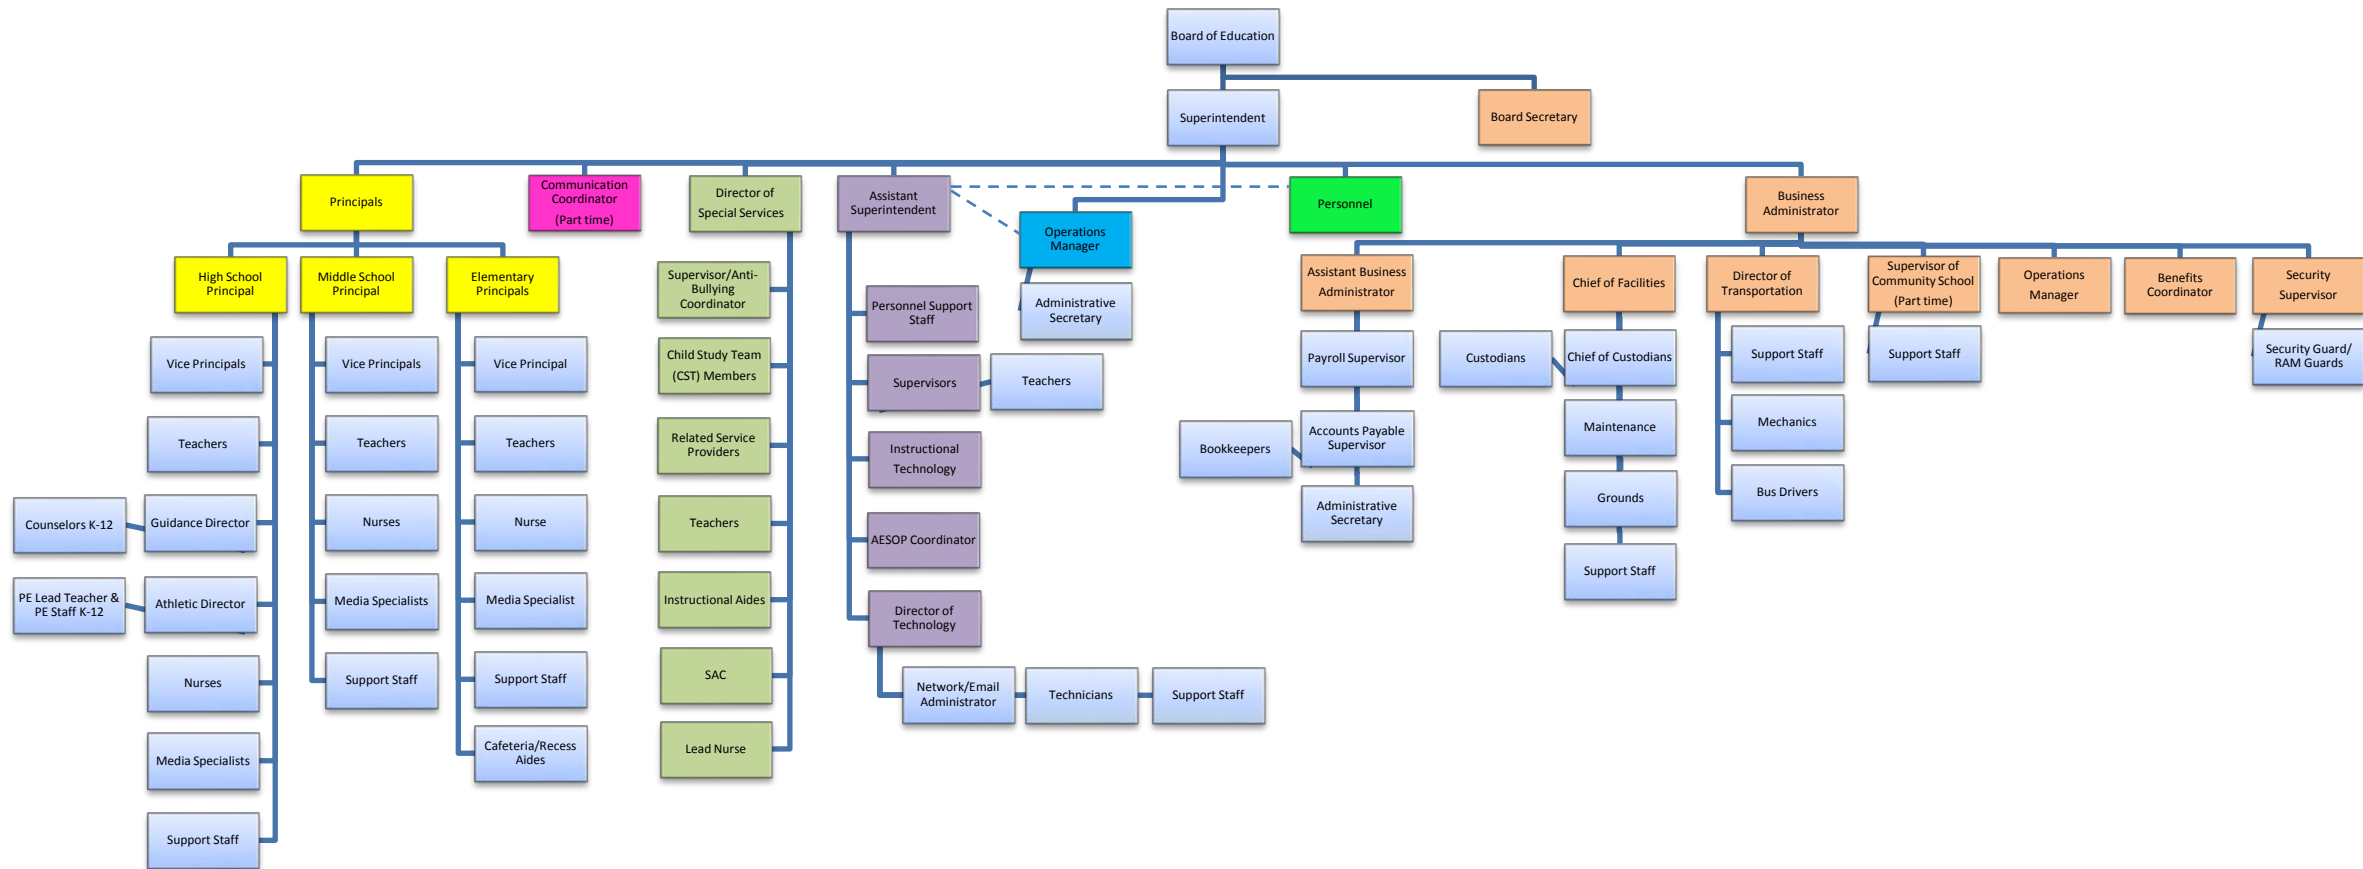 Board of Education
Superintendent
Board Secretary
Principals
Communication
Coordinator
(Part time)
Director of
Special Services
Assistant
Superintendent
Operations
Manager
Personnel
Business
Administrator
High School
Principal
Middle School
Principal
Elementary
Principals
Vice Principals
Teachers
Counselors K-12
Guidance Director
PE Lead Teacher &
PE Staff K-12
Athletic Director
Nurses
Media Specialists
Support Staff
Vice Principals
Teachers
Nurses
Media Specialists
Support Staff
Vice Principal
Teachers
Nurse
Media Specialist
Support Staff
Cafeteria/Recess
Aides
Supervisor/Anti-
Bullying
Coordinator
Child Study Team
(CST) Members
Related Service
Providers
Teachers
Instructional Aides
SAC
Lead Nurse
Personnel Support
Staff
Supervisors
Teachers
Instructional
Technology
AESOP Coordinator
Director of
Technology
Network/Email
Administrator
Technicians
Support Staff
Administrative
Secretary
Assistant Business
Administrator
Payroll Supervisor
Bookkeepers
Accounts Payable
Supervisor
Administrative
Secretary
Chief of Facilities
Custodians
Chief of Custodians
Maintenance
Grounds
Support Staff
Director of
Transportation
Support Staff
Mechanics
Bus Drivers
Supervisor of
Community School
(Part time)
Support Staff
Operations
Manager
Benefits
Coordinator
Security
Supervisor
Security Guard/
RAM Guards